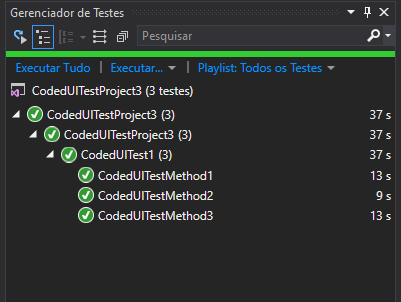 Gerenciador de Testes
Pesquisar
Executar Tudo | Executar... | Playlist: Todos os Testes
CodedUITestProject3 (3 testes)
CodedUITestProject3 (3) 37 s
CodedUITestProject3 (3) 37 s
CodedUITest1 (3) 37 s
CodedUITestMethod1 13 s
CodedUITestMethod2 9 s
CodedUITestMethod3 13 s